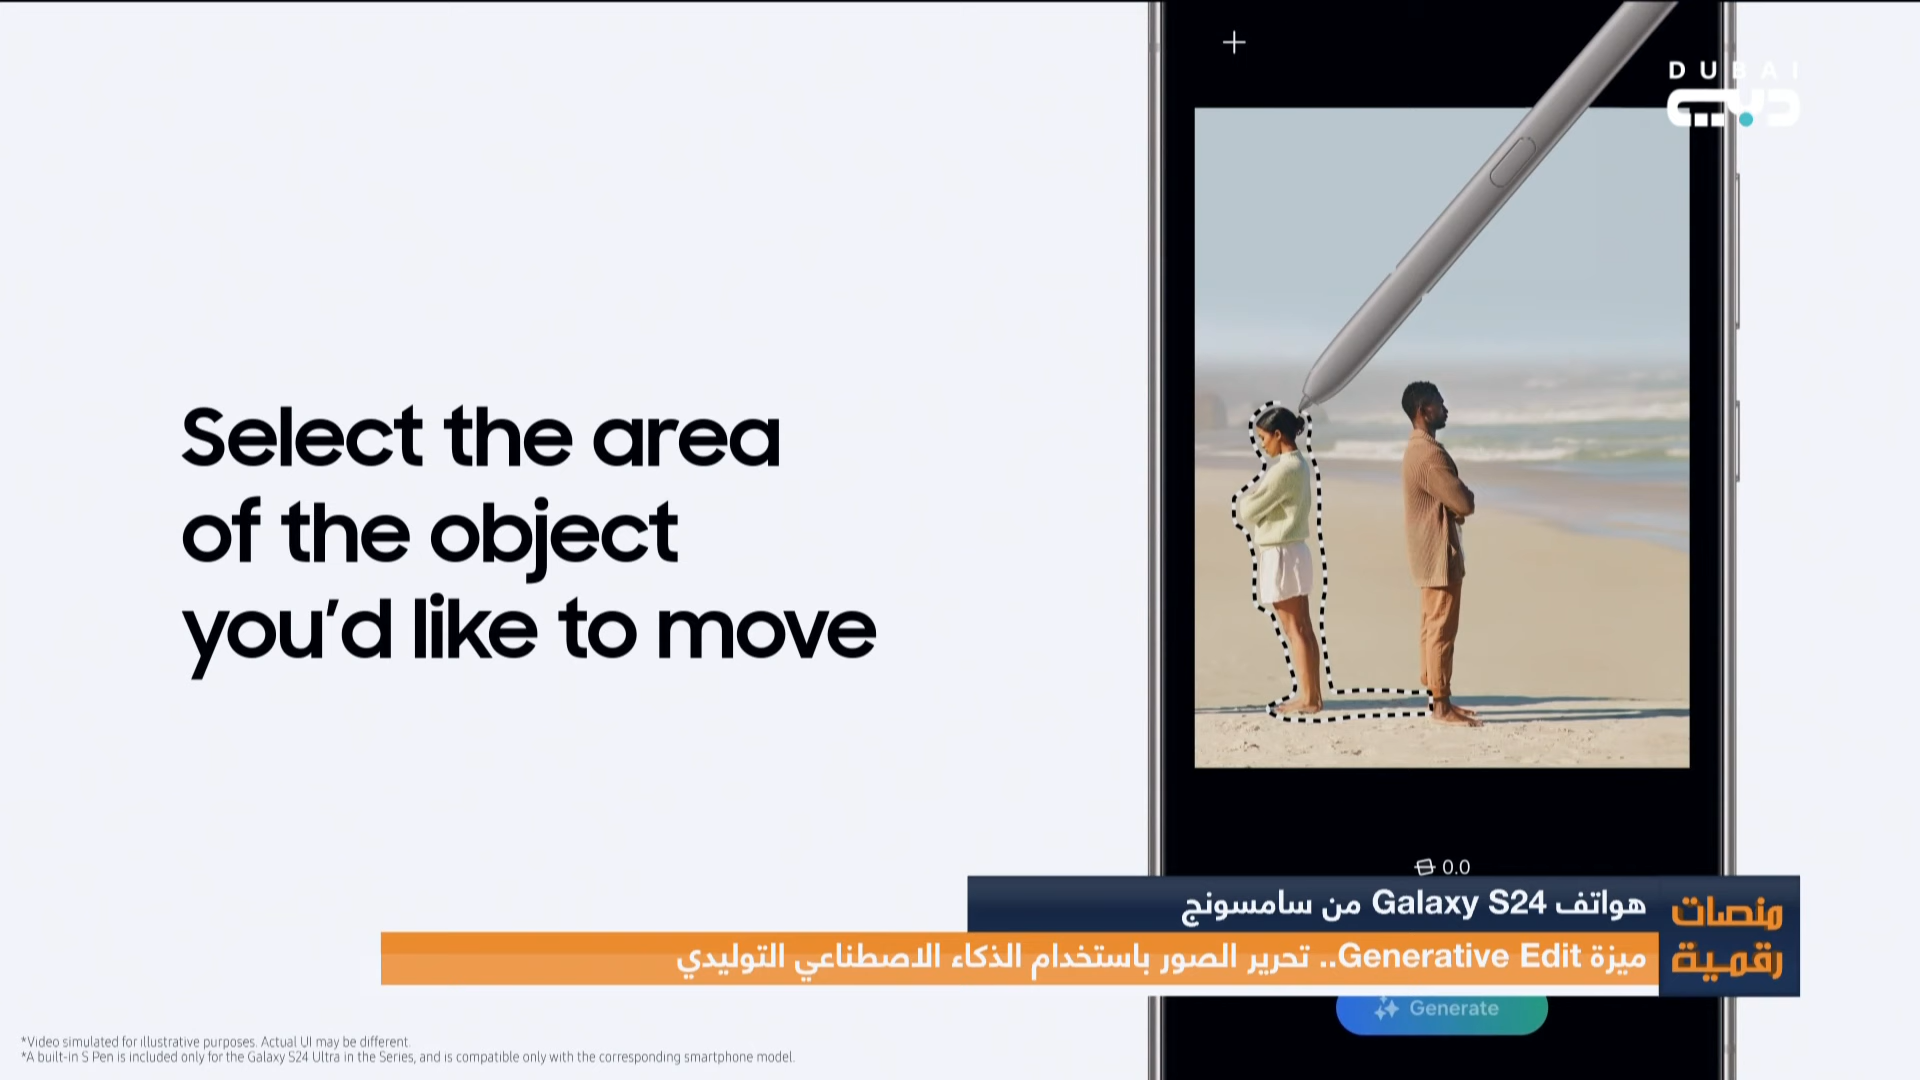 DUBAI
دبي
Select the area
of the object
you’d like to move
0.0
هواتف Galaxy S24 من سامسونج
ميزة Generative Edit.. تحرير الصور باستخدام الذكاء الاصطناعي التوليدي
منصات
رقمية
Generate
*Video simulated for illustrative purposes. Actual UI may be different.
*A built-in S Pen is included only for the Galaxy S24 Ultra in the Series, and is compatible only with the corresponding smartphone model.